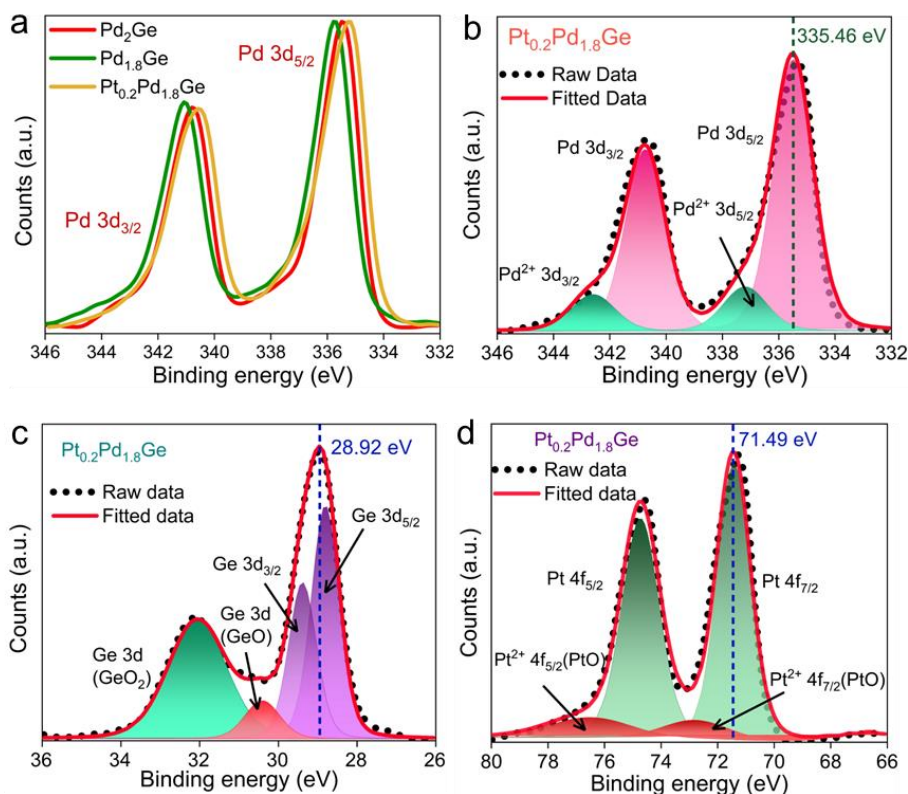 a
Pd₂Ge
Pd₁.₈Ge
Pt₀.₂Pd₁.₈Ge
Pd 3d₅/₂
Pd 3d₃/₂
Counts (a.u.)
346 344 342 340 338 336 334 332
Binding energy (eV)
b
335.46 eV
Pt₀.₂Pd₁.₈Ge
Raw Data
Fitted Data
Pd 3d₃/₂
Pd 3d₅/₂
Pd²⁺ 3d₅/₂
Pd²⁺ 3d₃/₂
Counts (a.u.)
346 344 342 340 338 336 334 332
Binding energy (eV)
c
Pt₀.₂Pd₁.₈Ge
28.92 eV
Raw data
Fitted data
Ge 3d₅/₂
Ge 3d₃/₂
Ge 3d
(GeO)
Ge 3d
(GeO₂)
Counts (a.u.)
36 34 32 30 28 26
Binding energy (eV)
d
Pt₀.₂Pd₁.₈Ge
71.49 eV
Raw data
Fitted data
Pt 4f₅/₂
Pt 4f₇/₂
Pt²⁺ 4f₅/₂(PtO)
Pt²⁺ 4f₇/₂(PtO)
Counts (a.u.)
80 78 76 74 72 70 68 66
Binding energy (eV)